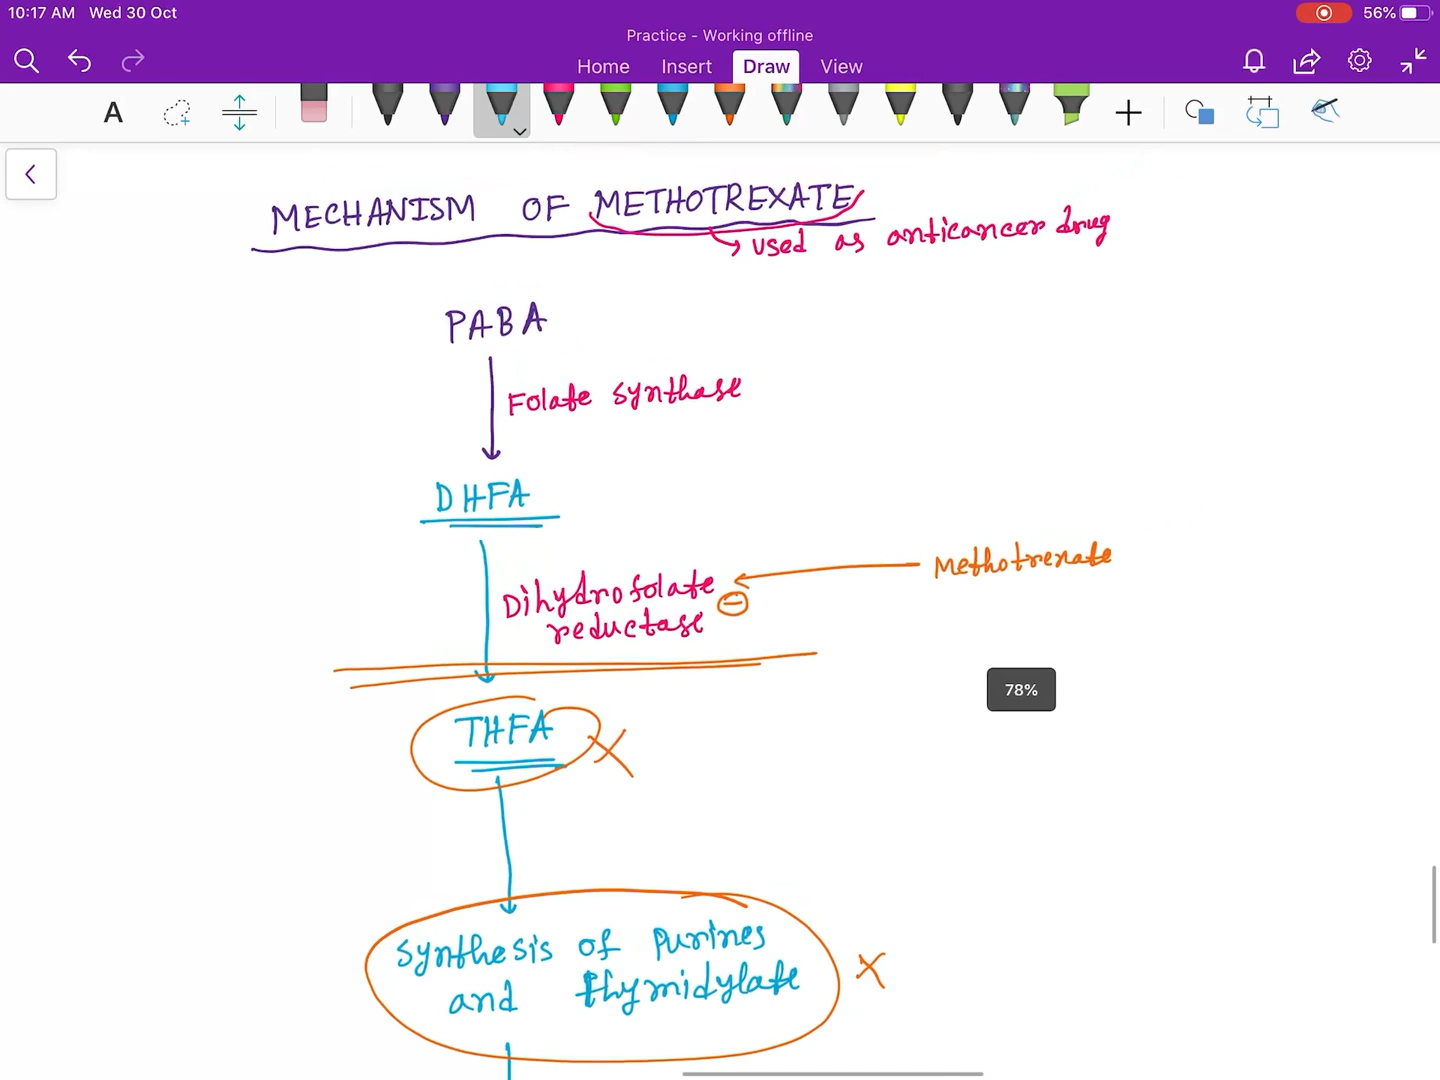 10:17 AM Wed 30 Oct
56%
Practice - Working offline
Home Insert Draw View
A
MECHANISM OF METHOTREXATE
used as anticancer drug
PABA
Folate synthase
DHFA
Methotrexate
Dihydrofolate
reductase
78%
THFA
X
Synthesis of purines
and thymidylate
X